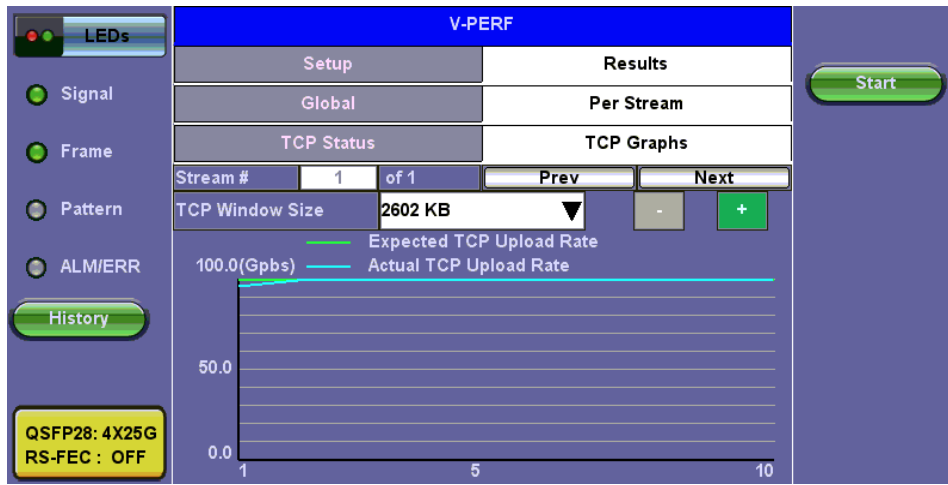 LEDs
Signal
Frame
Pattern
ALM/ERR
History
QSFP28: 4X25G
RS-FEC : OFF
V-PERF
Setup
Results
Global
Per Stream
TCP Status
TCP Graphs
Stream #
1
of 1
Prev
Next
TCP Window Size
2602 KB
-
+
Expected TCP Upload Rate
100.0(Gpbs)
Actual TCP Upload Rate
50.0
0.0
1
5
10
Start